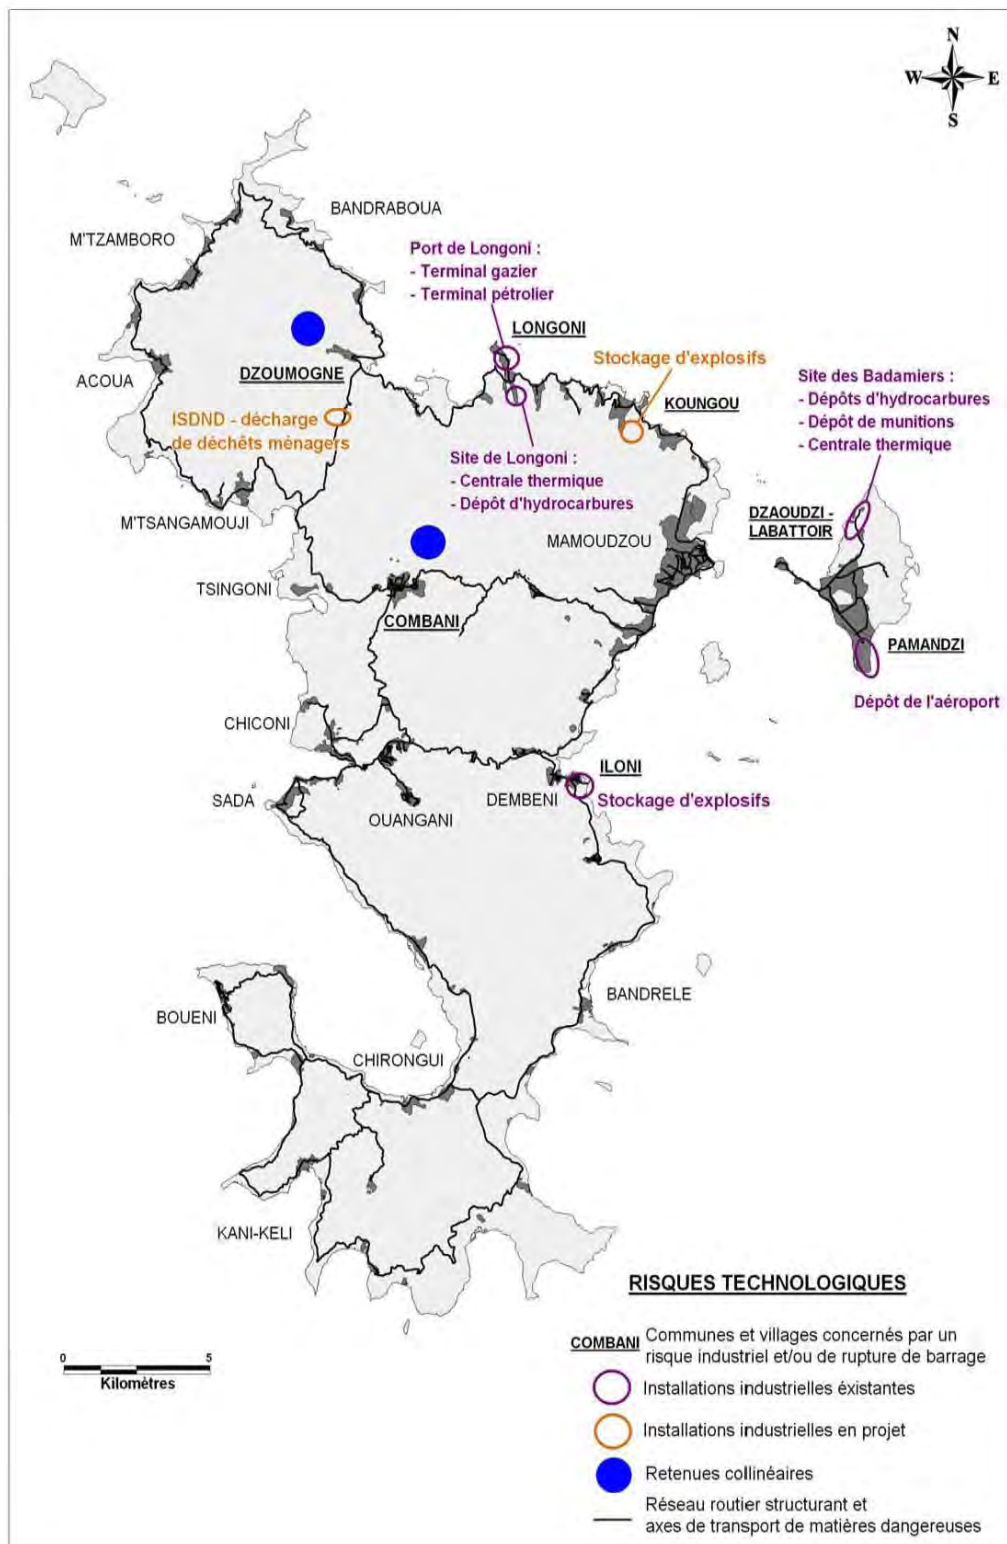 N
W E
S
BANDRABOUA
M'TZAMBORO
Port de Longoni :
- Terminal gazier
- Terminal pétrolier
LONGONI
Stockage d'explosifs
ACOUA
DZOUMOGNE
KOUNGOU
Site des Badamiers :
- Dépôts d'hydrocarbures
- Dépôt de munitions
- Centrale thermique
ISDND - décharge
de déchêts ménagers
Site de Longoni :
- Centrale thermique
- Dépôt d'hydrocarbures
M'TSANGAMOUJI
MAMOUDZOU
DZAOUDZI -
LABATTOIR
TSINGONI
COMBANI
PAMANDZI
Dépôt de l'aéroport
CHICONI
ILONI
SADA
OUANGANI
DEMBENI
Stockage d'explosifs
BOUENI
BANDRELE
CHIRONGUI
KANI-KELI
RISQUES TECHNOLOGIQUES
COMBANI Communes et villages concernés par un
risque industriel et/ou de rupture de barrage
Installations industrielles éxistantes
Installations industrielles en projet
Retenues collinéaires
Réseau routier structurant et
axes de transport de matières dangereuses
0 5
Kilomètres